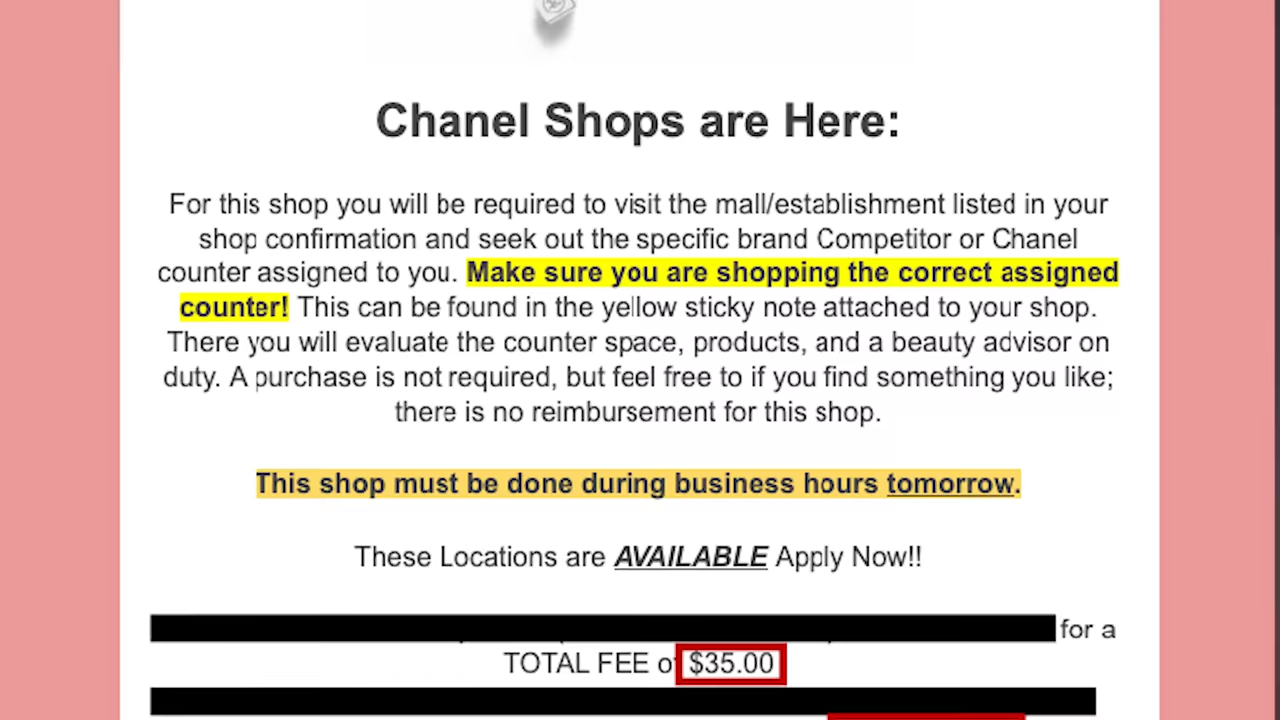 Chanel Shops are Here:
For this shop you will be required to visit the mall/establishment listed in your
shop confirmation and seek out the specific brand Competitor or Chanel
counter assigned to you. Make sure you are shopping the correct assigned
counter! This can be found in the yellow sticky note attached to your shop.
There you will evaluate the counter space, products, and a beauty advisor on
duty. A purchase is not required, but feel free to if you find something you like;
there is no reimbursement for this shop.
This shop must be done during business hours tomorrow.
These Locations are AVAILABLE Apply Now!!
for a
TOTAL FEE of $35.00